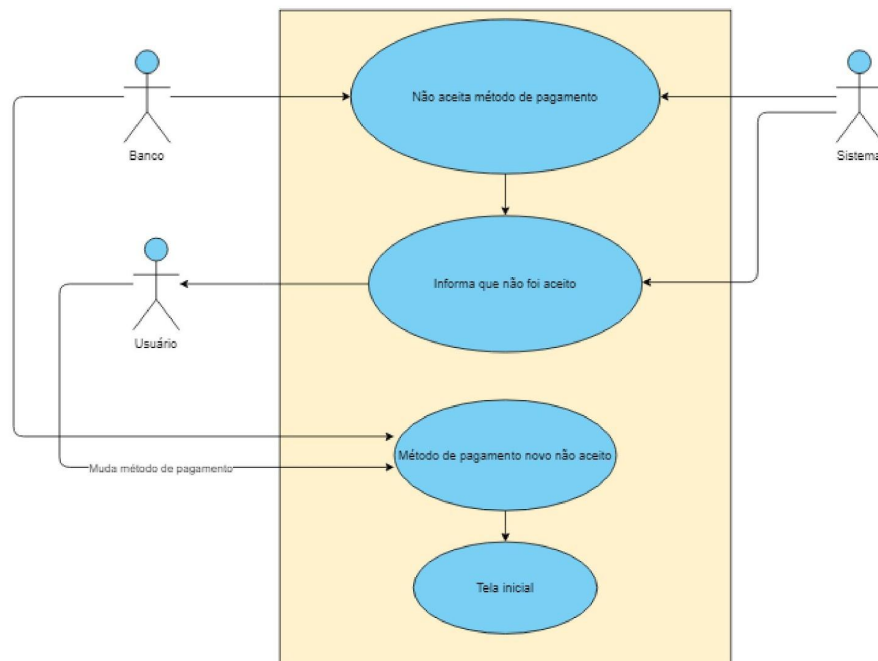 Não aceita método de pagamento
Banco
Sistema
Informa que não foi aceito
Usuário
Método de pagamento novo não aceito
Muda método de pagamento
Tela inicial